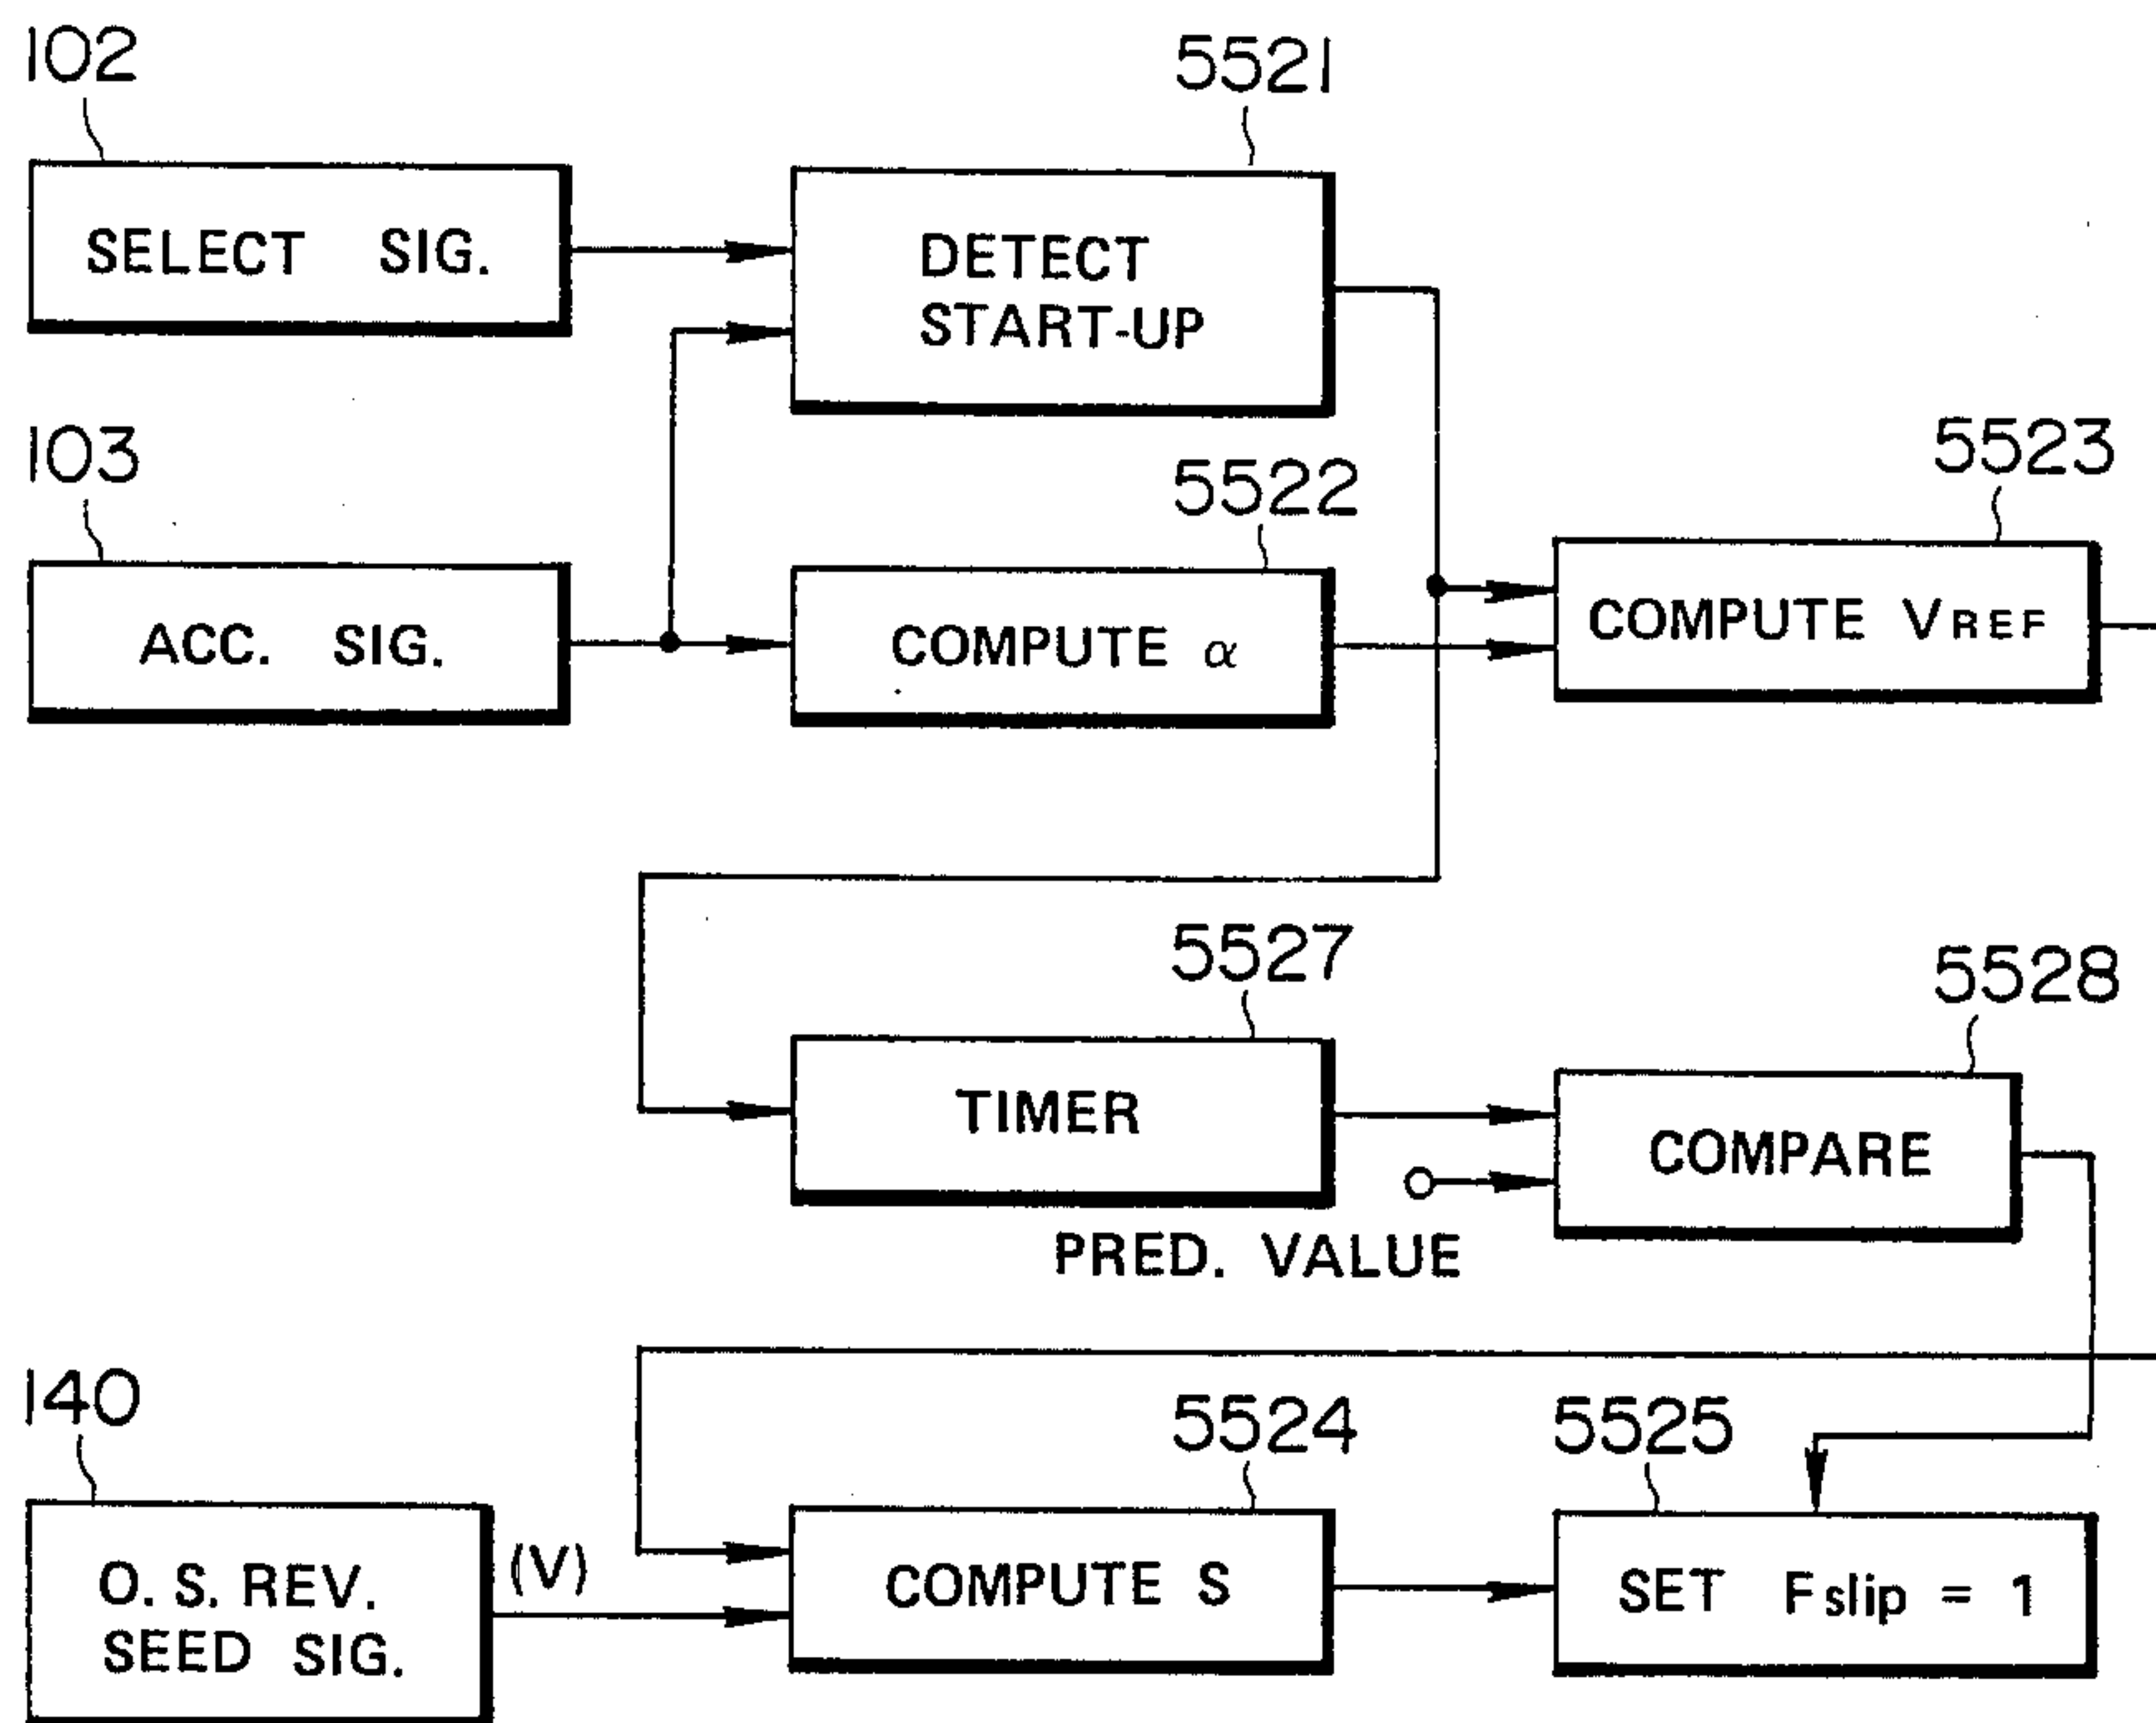 102
5521
SELECT SIG.
DETECT
START-UP
103
5522
5523
ACC. SIG.
COMPUTE α
COMPUTE VREF
5527
5528
TIMER
COMPARE
PRED. VALUE
140
5524
5525
O. S. REV.
SEED SIG.
(V)
COMPUTE S
SET Fslip = 1